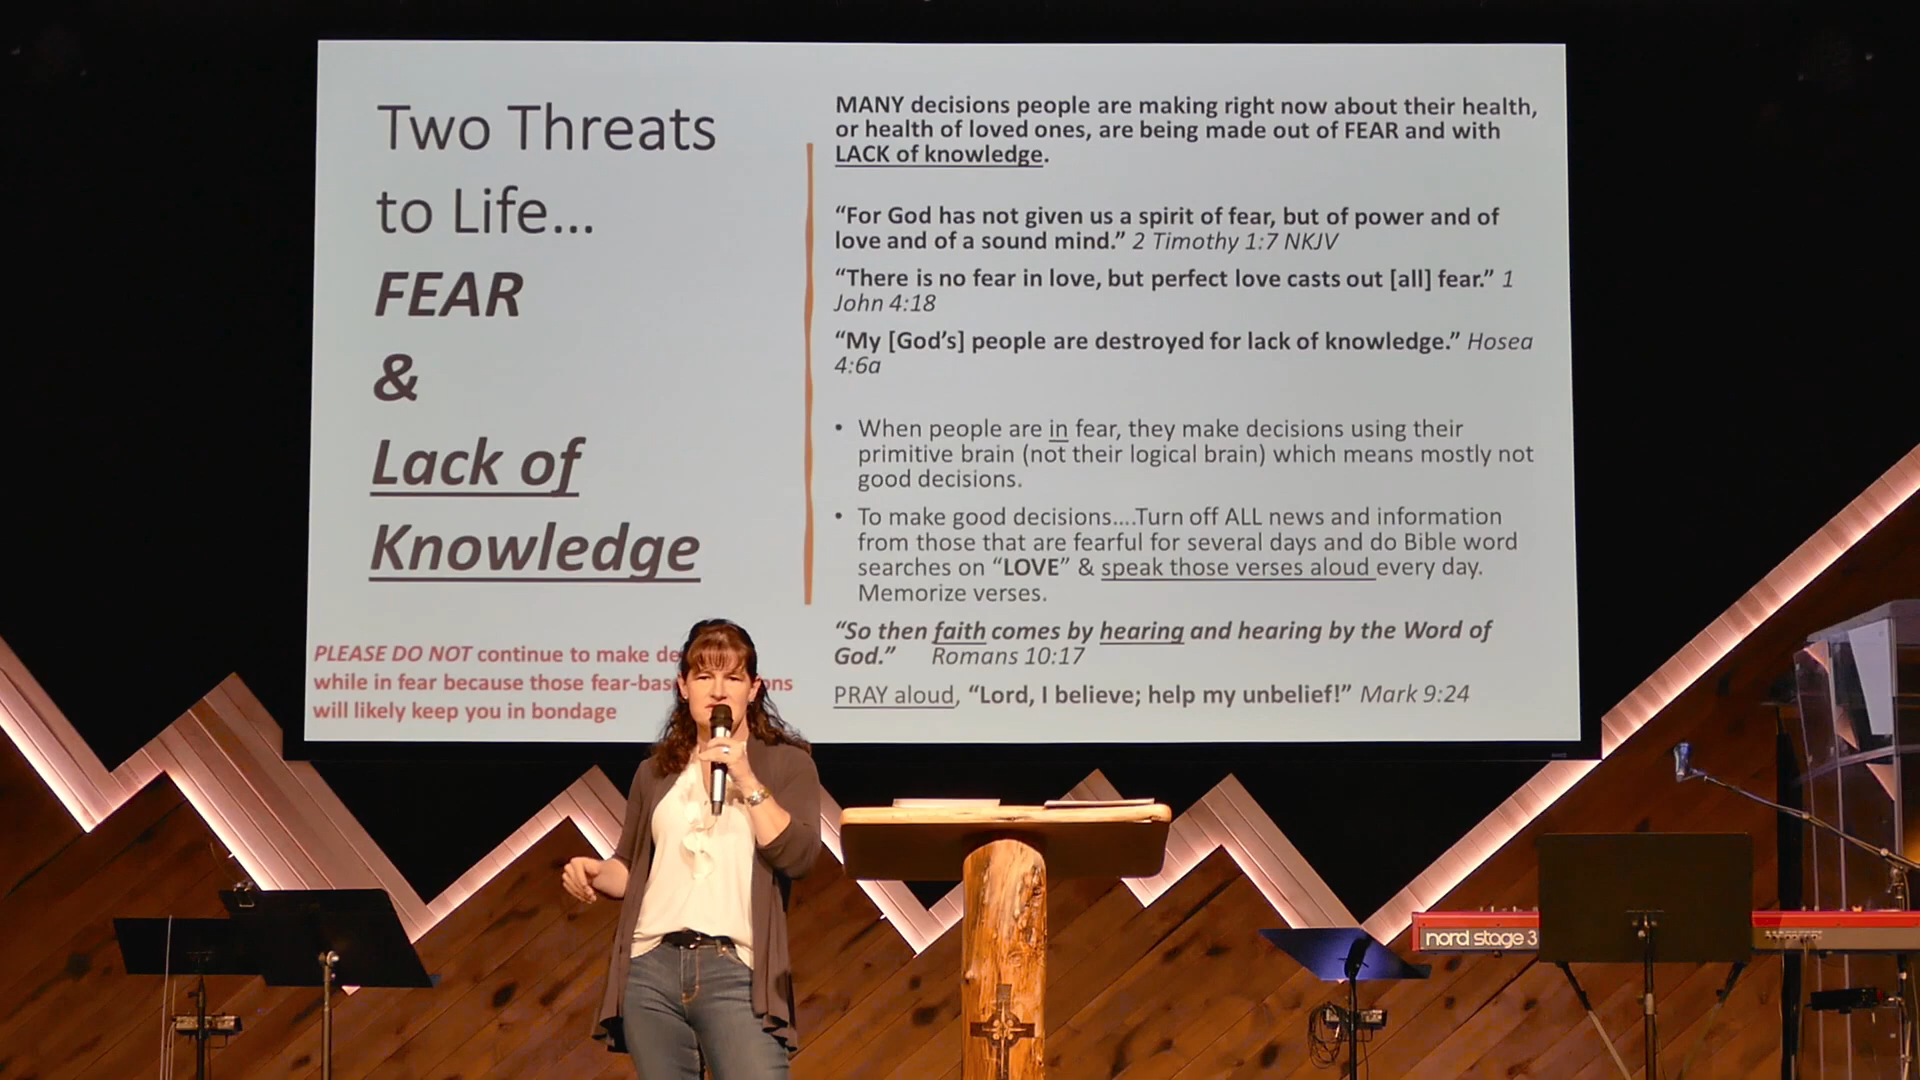 Two Threats
to Life...
FEAR
&
Lack of
Knowledge
PLEASE DO NOT continue to make
while in fear because those
will likely keep you in bondage
MANY decisions people are making right now about their health,
or health of loved ones, are being made out of FEAR and with
LACK of knowledge.
“For God has not given us a spirit of fear, but of power and of
love and of a sound mind.” 2 Timothy 1:7 NKJV
“There is no fear in love, but perfect love casts out [all] fear.” 1
John 4:18
“My [God’s] people are destroyed for lack of knowledge.” Hosea
4:6a
• When people are in fear, they make decisions using their
primitive brain (not their logical brain) which means mostly not
good decisions.
• To make good decisions....Turn off ALL news and information
from those that are fearful for several days and do Bible word
searches on “LOVE” & speak those verses aloud every day.
Memorize verses.
“So then faith comes by hearing and hearing by the Word of
God.” Romans 10:17
PRAY aloud, “Lord, I believe; help my unbelief!” Mark 9:24
nord stage 3